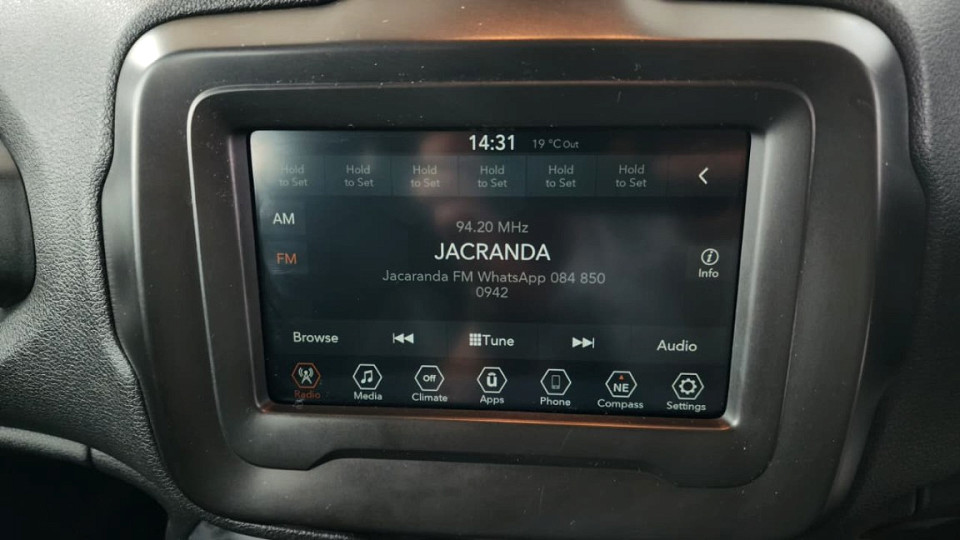 14:31 19 °C Out
Hold to Set
Hold to Set
Hold to Set
Hold to Set
Hold to Set
Hold to Set
AM
94.20 MHz
JACRANDA
FM
Jacaranda FM WhatsApp 084 850
0942
Info
Browse Tune Audio
Off û NE
Radio Media Climate Apps Phone Compass Settings